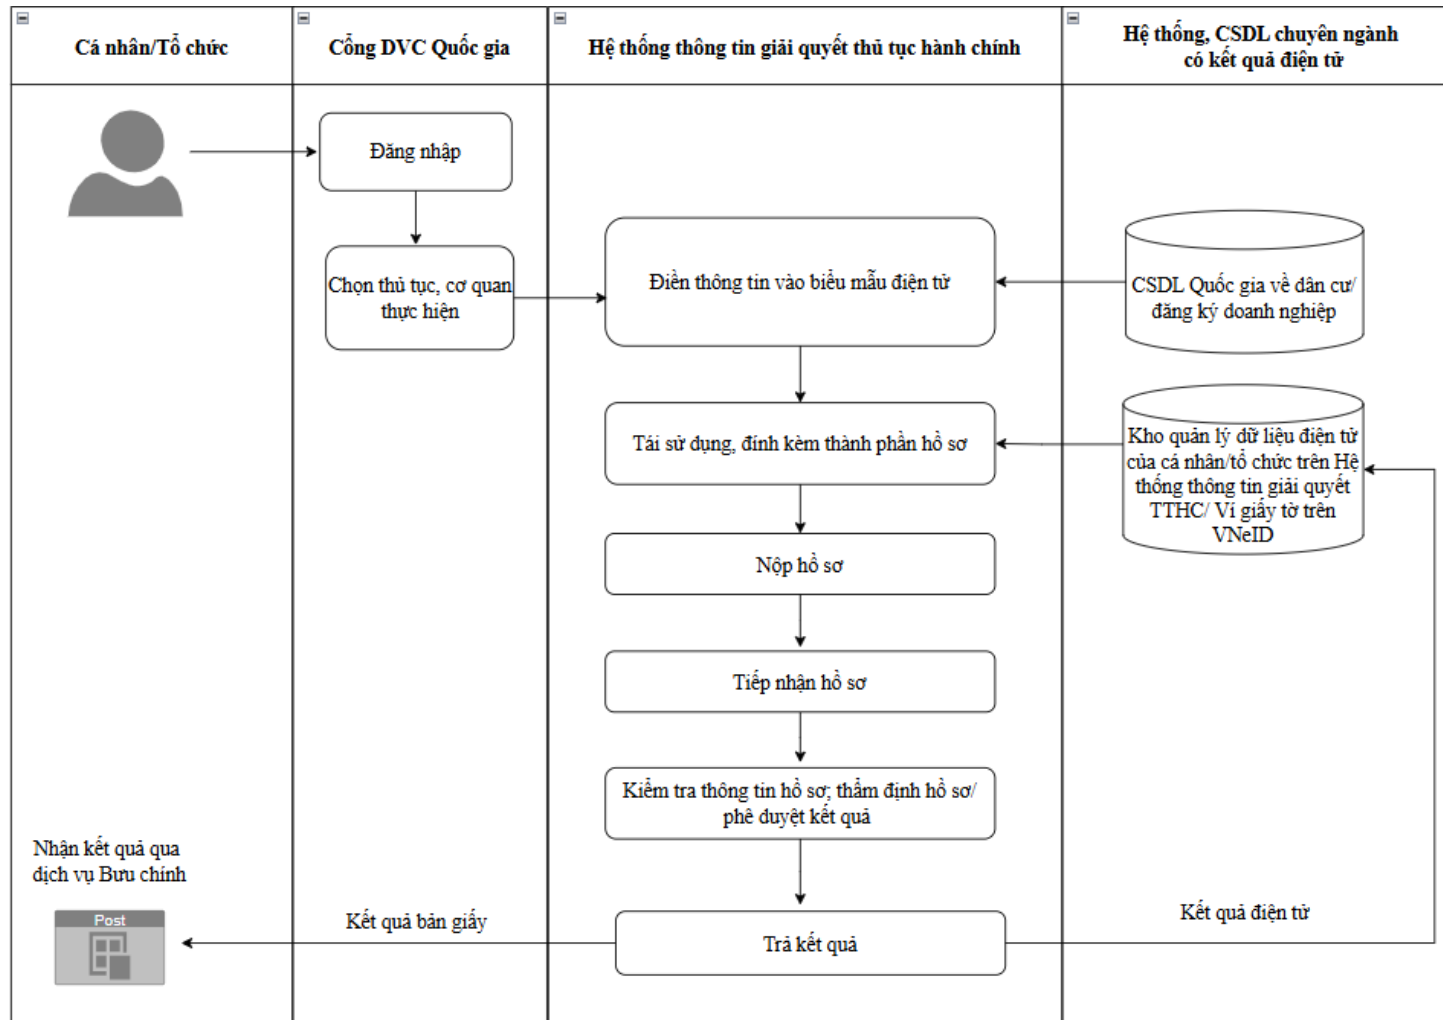 Cá nhân/Tổ chức
Cổng DVC Quốc gia
Hệ thống thông tin giải quyết thủ tục hành chính
Hệ thống, CSDL chuyên ngành
có kết quả điện tử
Đăng nhập
Chọn thủ tục, cơ quan
thực hiện
Điền thông tin vào biểu mẫu điện tử
CSDL Quốc gia về dân cư/
đăng ký doanh nghiệp
Tái sử dụng, đính kèm thành phần hồ sơ
Kho quản lý dữ liệu điện tử
của cá nhân/tổ chức trên Hệ
thống thông tin giải quyết
TTHC/ Ví giấy tờ trên
VNeID
Nộp hồ sơ
Tiếp nhận hồ sơ
Kiểm tra thông tin hồ sơ; thẩm định hồ sơ/
phê duyệt kết quả
Nhận kết quả qua
dịch vụ Bưu chính
Post
Kết quả bản giấy
Trả kết quả
Kết quả điện tử